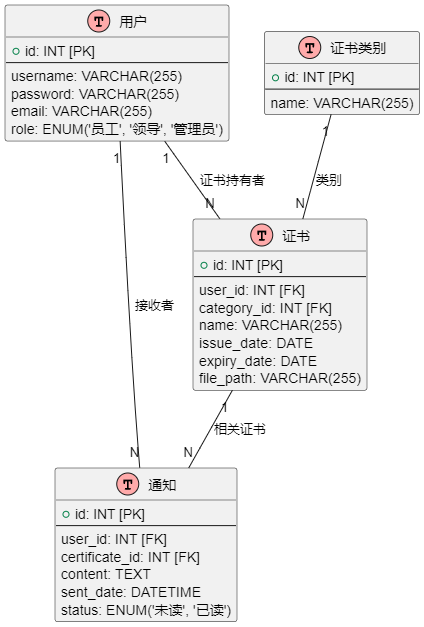 T 用户
id: INT [PK]
username: VARCHAR(255)
password: VARCHAR(255)
email: VARCHAR(255)
role: ENUM('员工', '领导', '管理员')
T 证书类别
id: INT [PK]
name: VARCHAR(255)
1
1
1
证书持有者
类别
N
N
T 证书
id: INT [PK]
user_id: INT [FK]
category_id: INT [FK]
name: VARCHAR(255)
issue_date: DATE
expiry_date: DATE
file_path: VARCHAR(255)
接收者
1
相关证书
N
N
T 通知
id: INT [PK]
user_id: INT [FK]
certificate_id: INT [FK]
content: TEXT
sent_date: DATETIME
status: ENUM('未读', '已读')